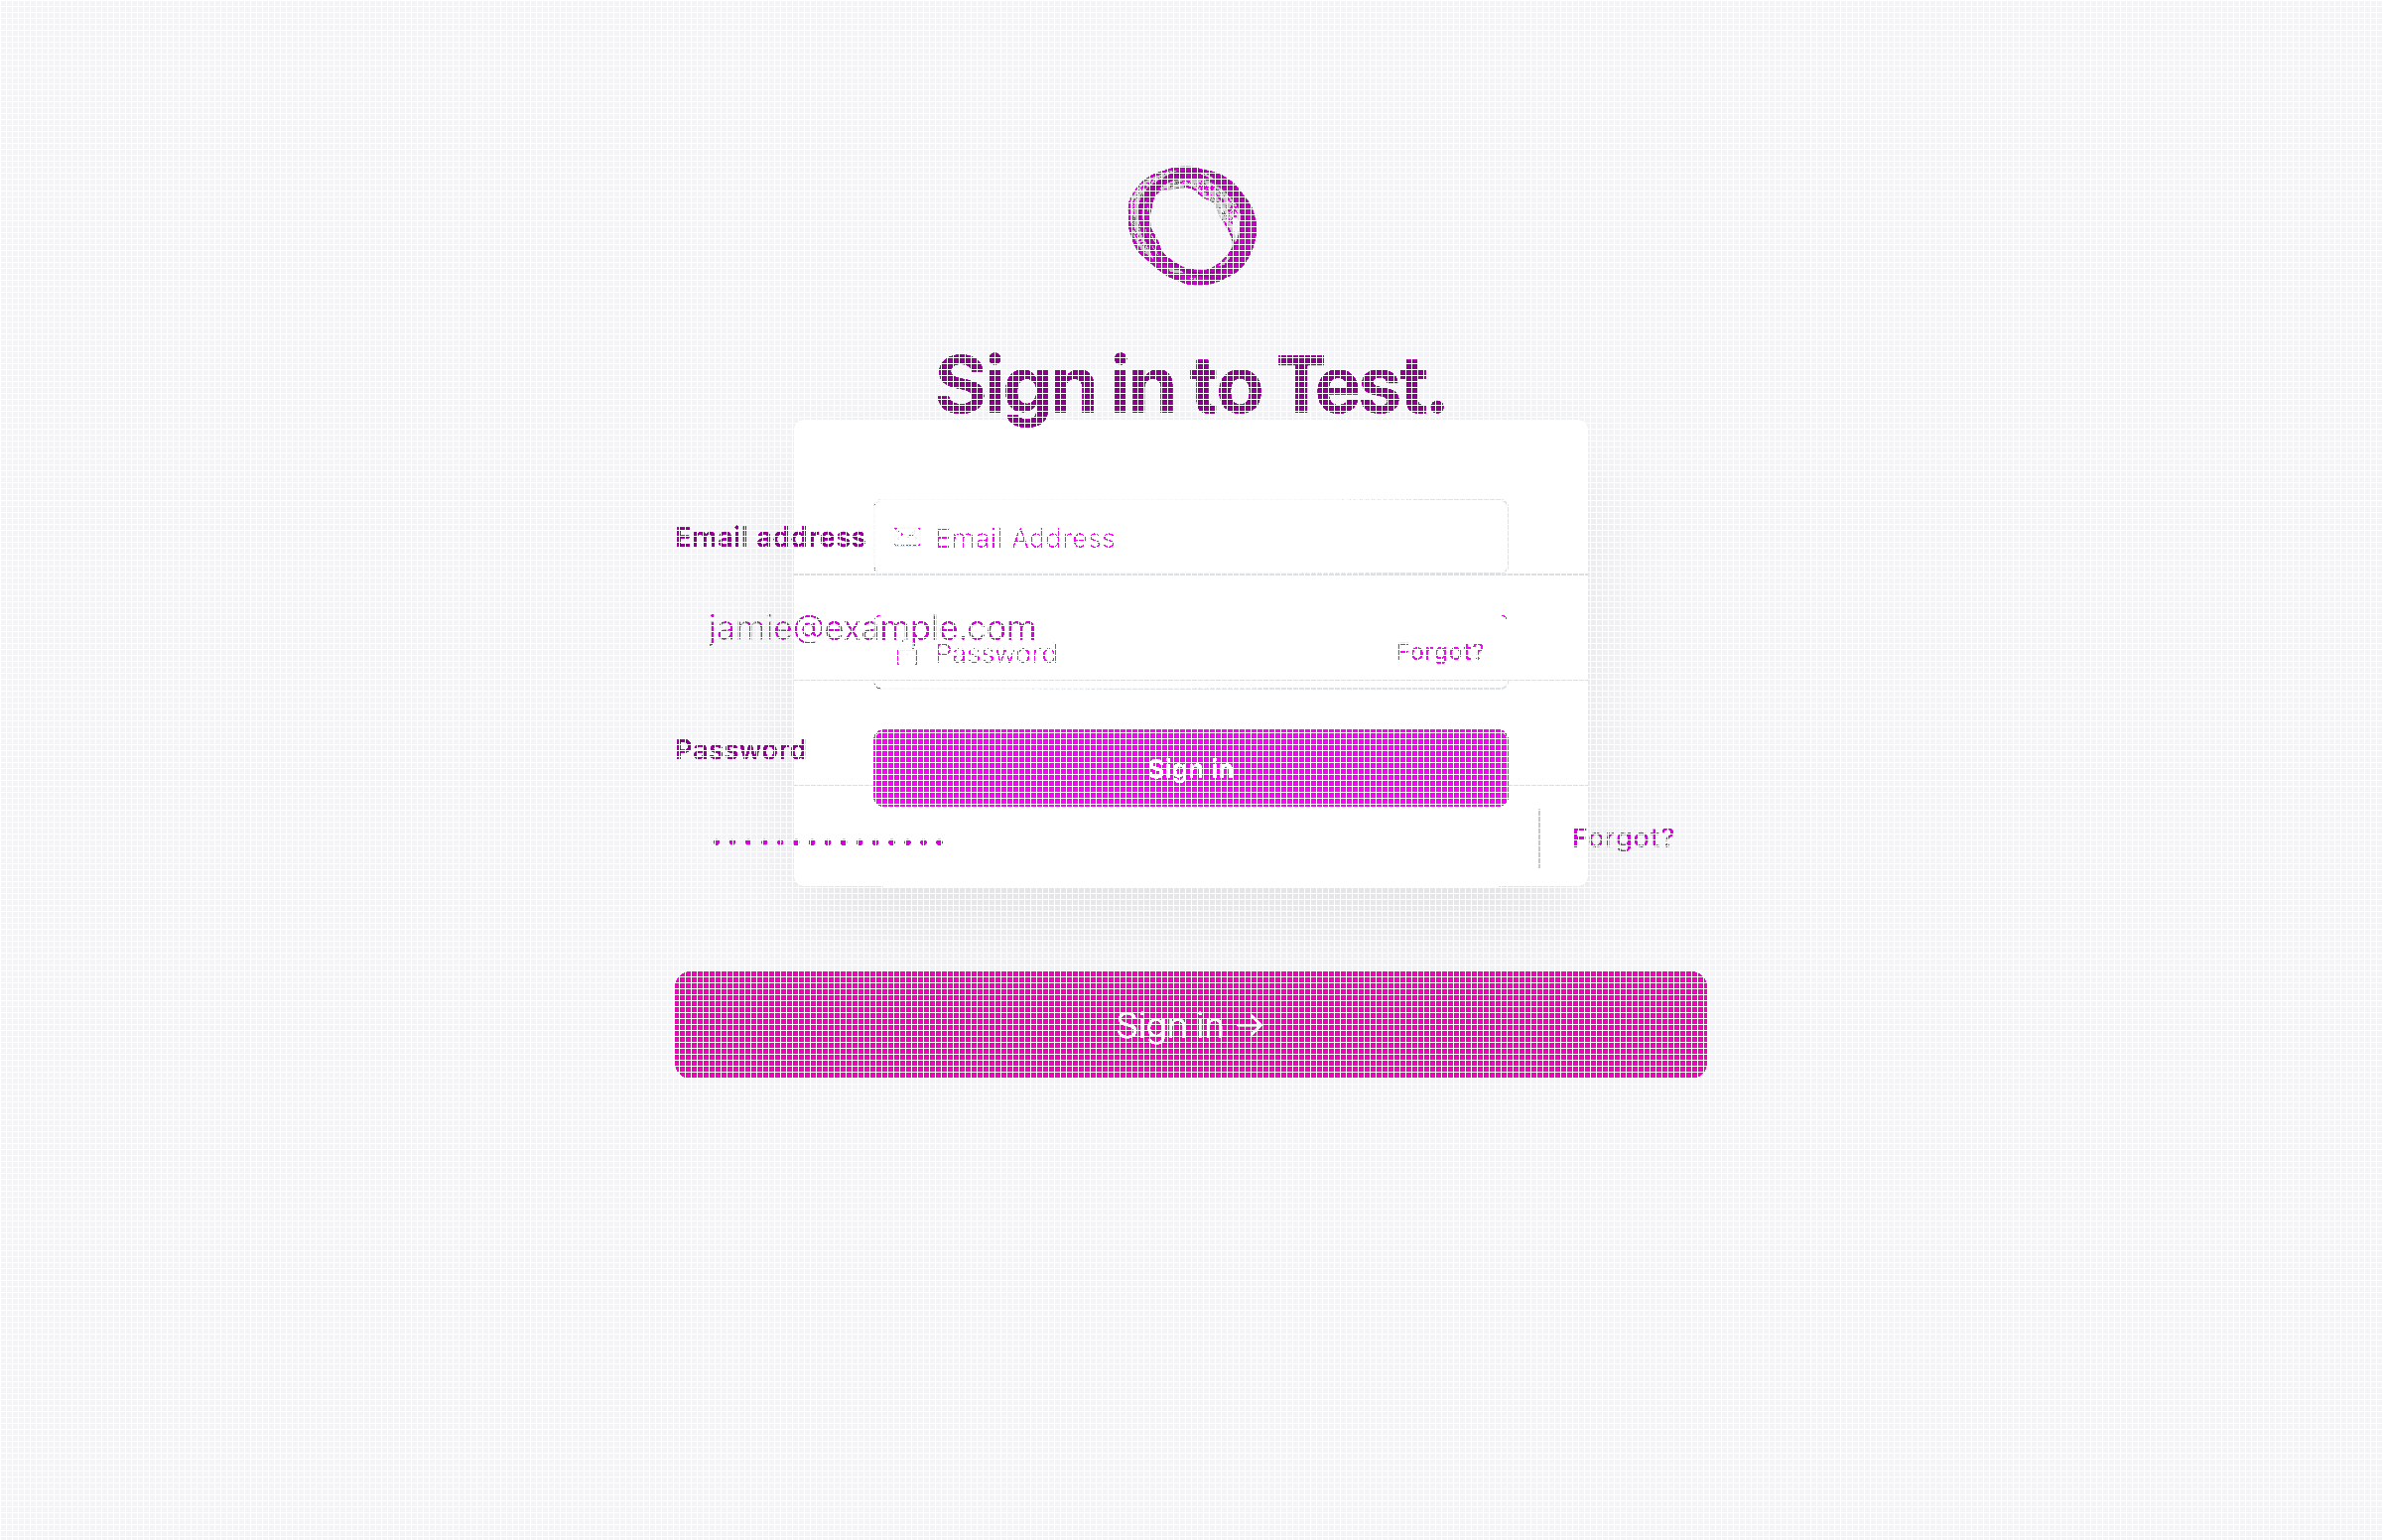 Sign in to Test.
Email address
Email Address
jamie@example.com
Password
Forgot?
Password
Sign in
Forgot?
Sign in →